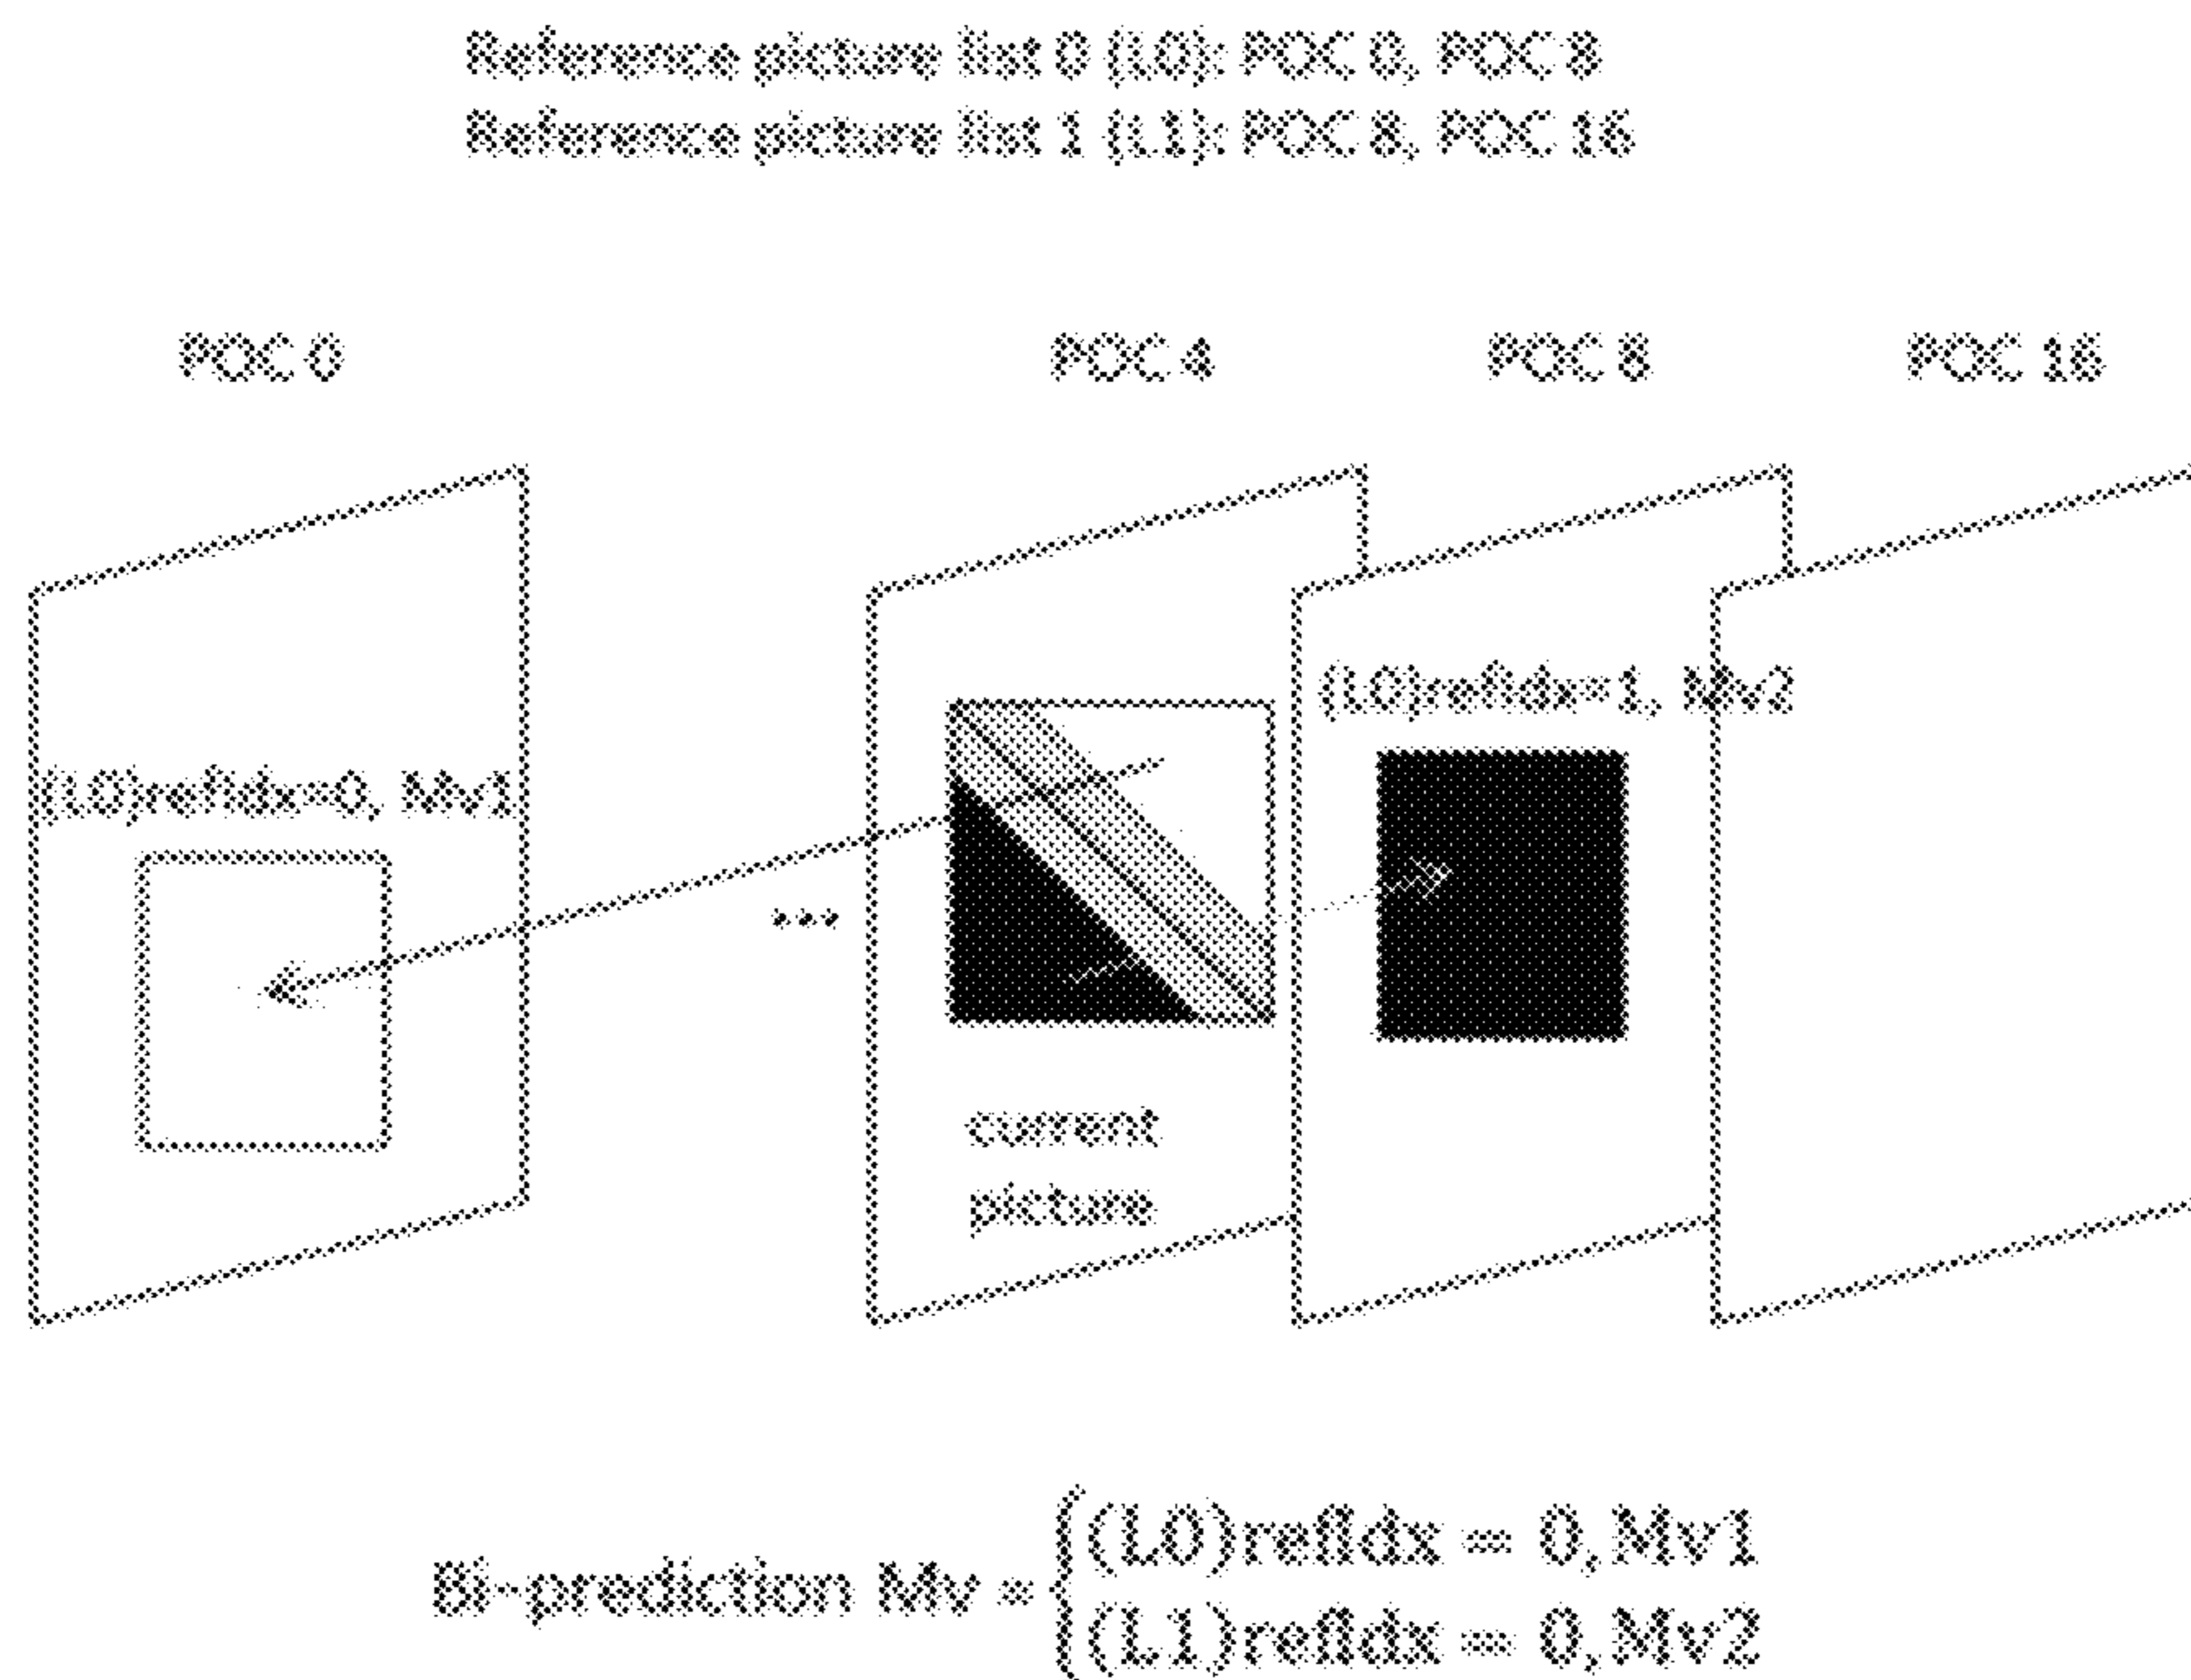 Reference picture list 0 (L0): POC 0, POC 8
Reference picture list 1 (L1): POC 8, POC 16
POC 0
POC 4
POC 8
POC 16
(L0)refidx=1, Mv2
(L0)refidx=0, Mv1
...
current
picture
Bi-prediction Mv = { (L0)refidx = 0, Mv1
(L1)refidx = 0, Mv2